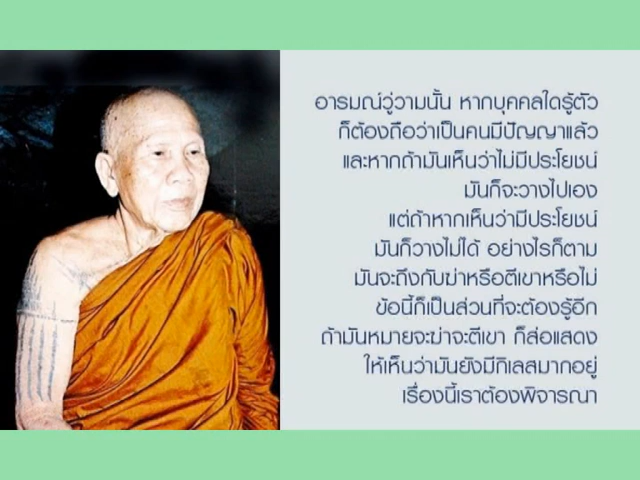 อารมณ์วู่วามนั้น หากบุคคลใดรู้ตัว
ก็ต้องถือว่าเป็นคนมีปัญญาแล้ว
และหากถ้ามันเห็นว่าไม่มีประโยชน์
มันก็จะวางไปเอง
แต่ถ้าหากเห็นว่ามีประโยชน์
มันก็วางไม่ได้ อย่างไรก็ตาม
มันจะถึงกับฆ่าหรือตีเขาหรือไม่
ข้อนี้ก็เป็นส่วนที่จะต้องรู้อีก
ถ้ามันหมายจะฆ่าจะตีเขา ก็ส่อแสดง
ให้เห็นว่ามันยังมีกิเลสมากอยู่
เรื่องนี้เราต้องพิจารณา